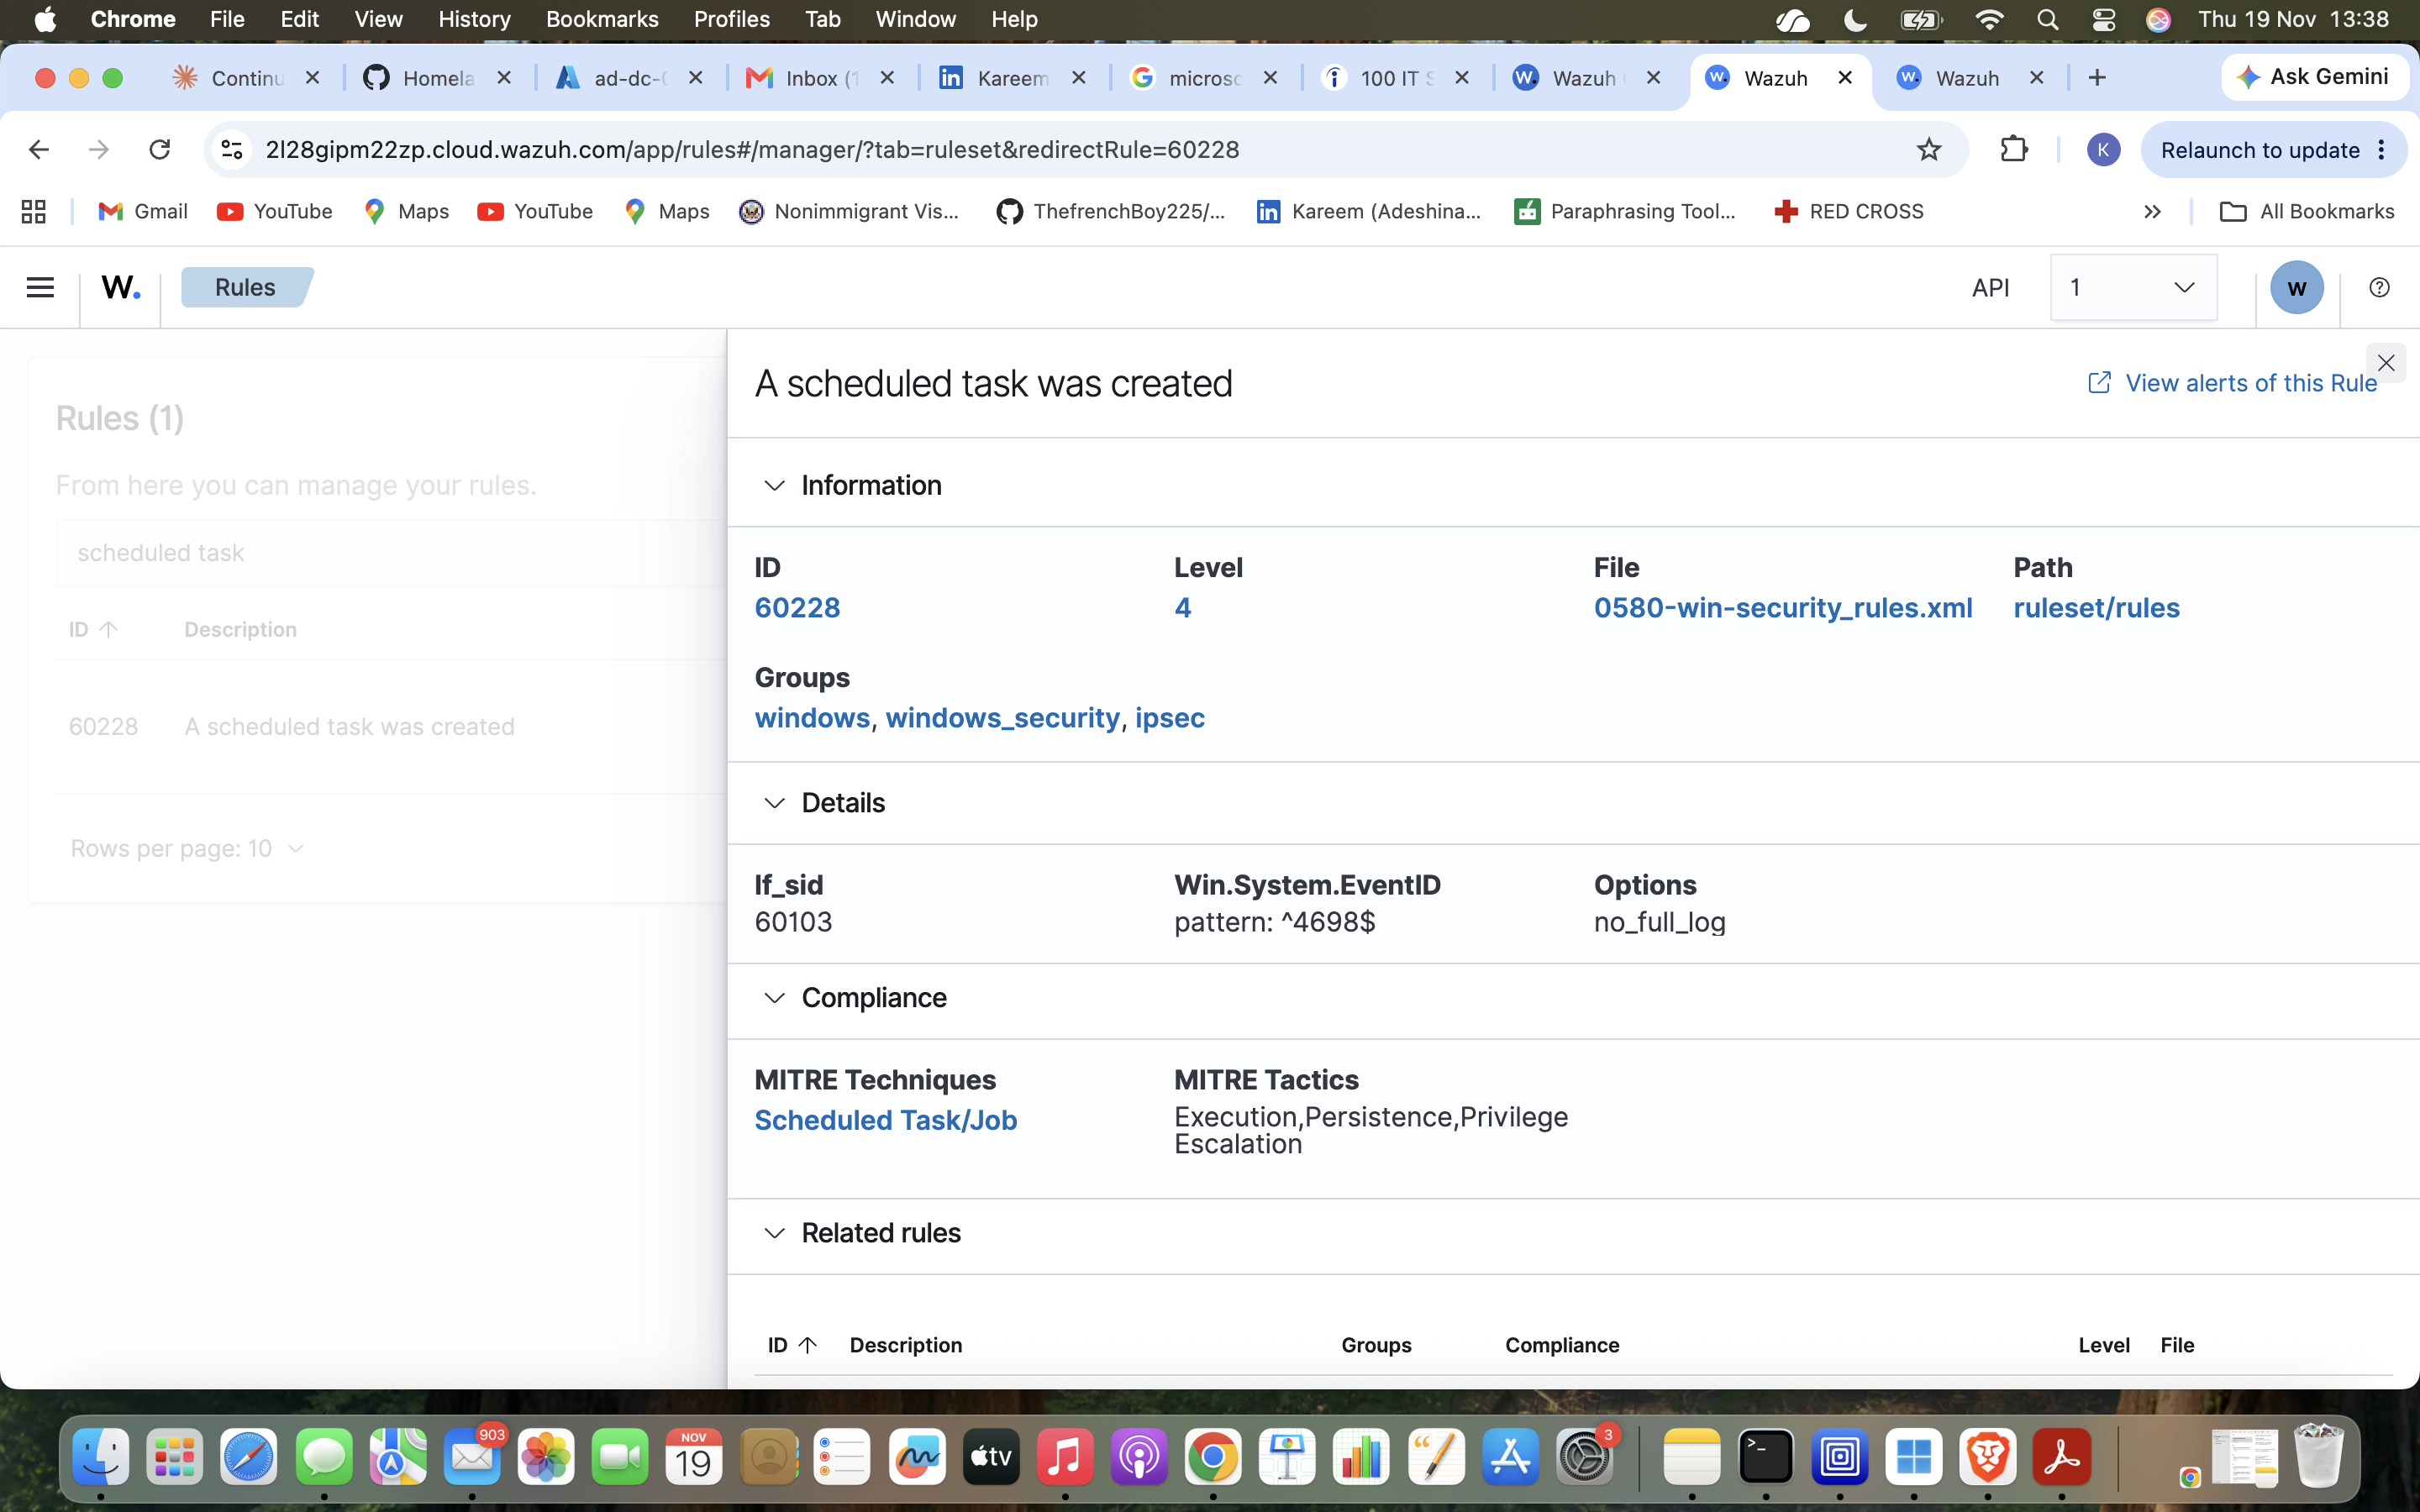 Chrome File Edit View History Bookmarks Profiles Tab Window Help Thu 19 Nov 13:38
Continu Homela ad-dc- Inbox (1 Kareem microso 100 IT S Wazuh Wazuh Wazuh Ask Gemini
2l28gipm22zp.cloud.wazuh.com/app/rules#/manager/?tab=ruleset&redirectRule=60228 K Relaunch to update
Gmail YouTube Maps YouTube Maps Nonimmigrant Vis... ThefrenchBoy225/... Kareem (Adeshina... Paraphrasing Tool... RED CROSS All Bookmarks
W. Rules API 1 W
A scheduled task was created
View alerts of this Rule
Rules (1)
From here you can manage your rules.
scheduled task
ID Description
60228 A scheduled task was created
Rows per page: 10
Information
ID Level File Path
60228 4 0580-win-security_rules.xml ruleset/rules
Groups
windows, windows_security, ipsec
Details
If_sid Win.System.EventID Options
60103 pattern: ^4698$ no_full_log
Compliance
MITRE Techniques MITRE Tactics
Scheduled Task/Job Execution,Persistence,Privilege
Escalation
Related rules
ID Description Groups Compliance Level File
903 NOV 19 tv 3